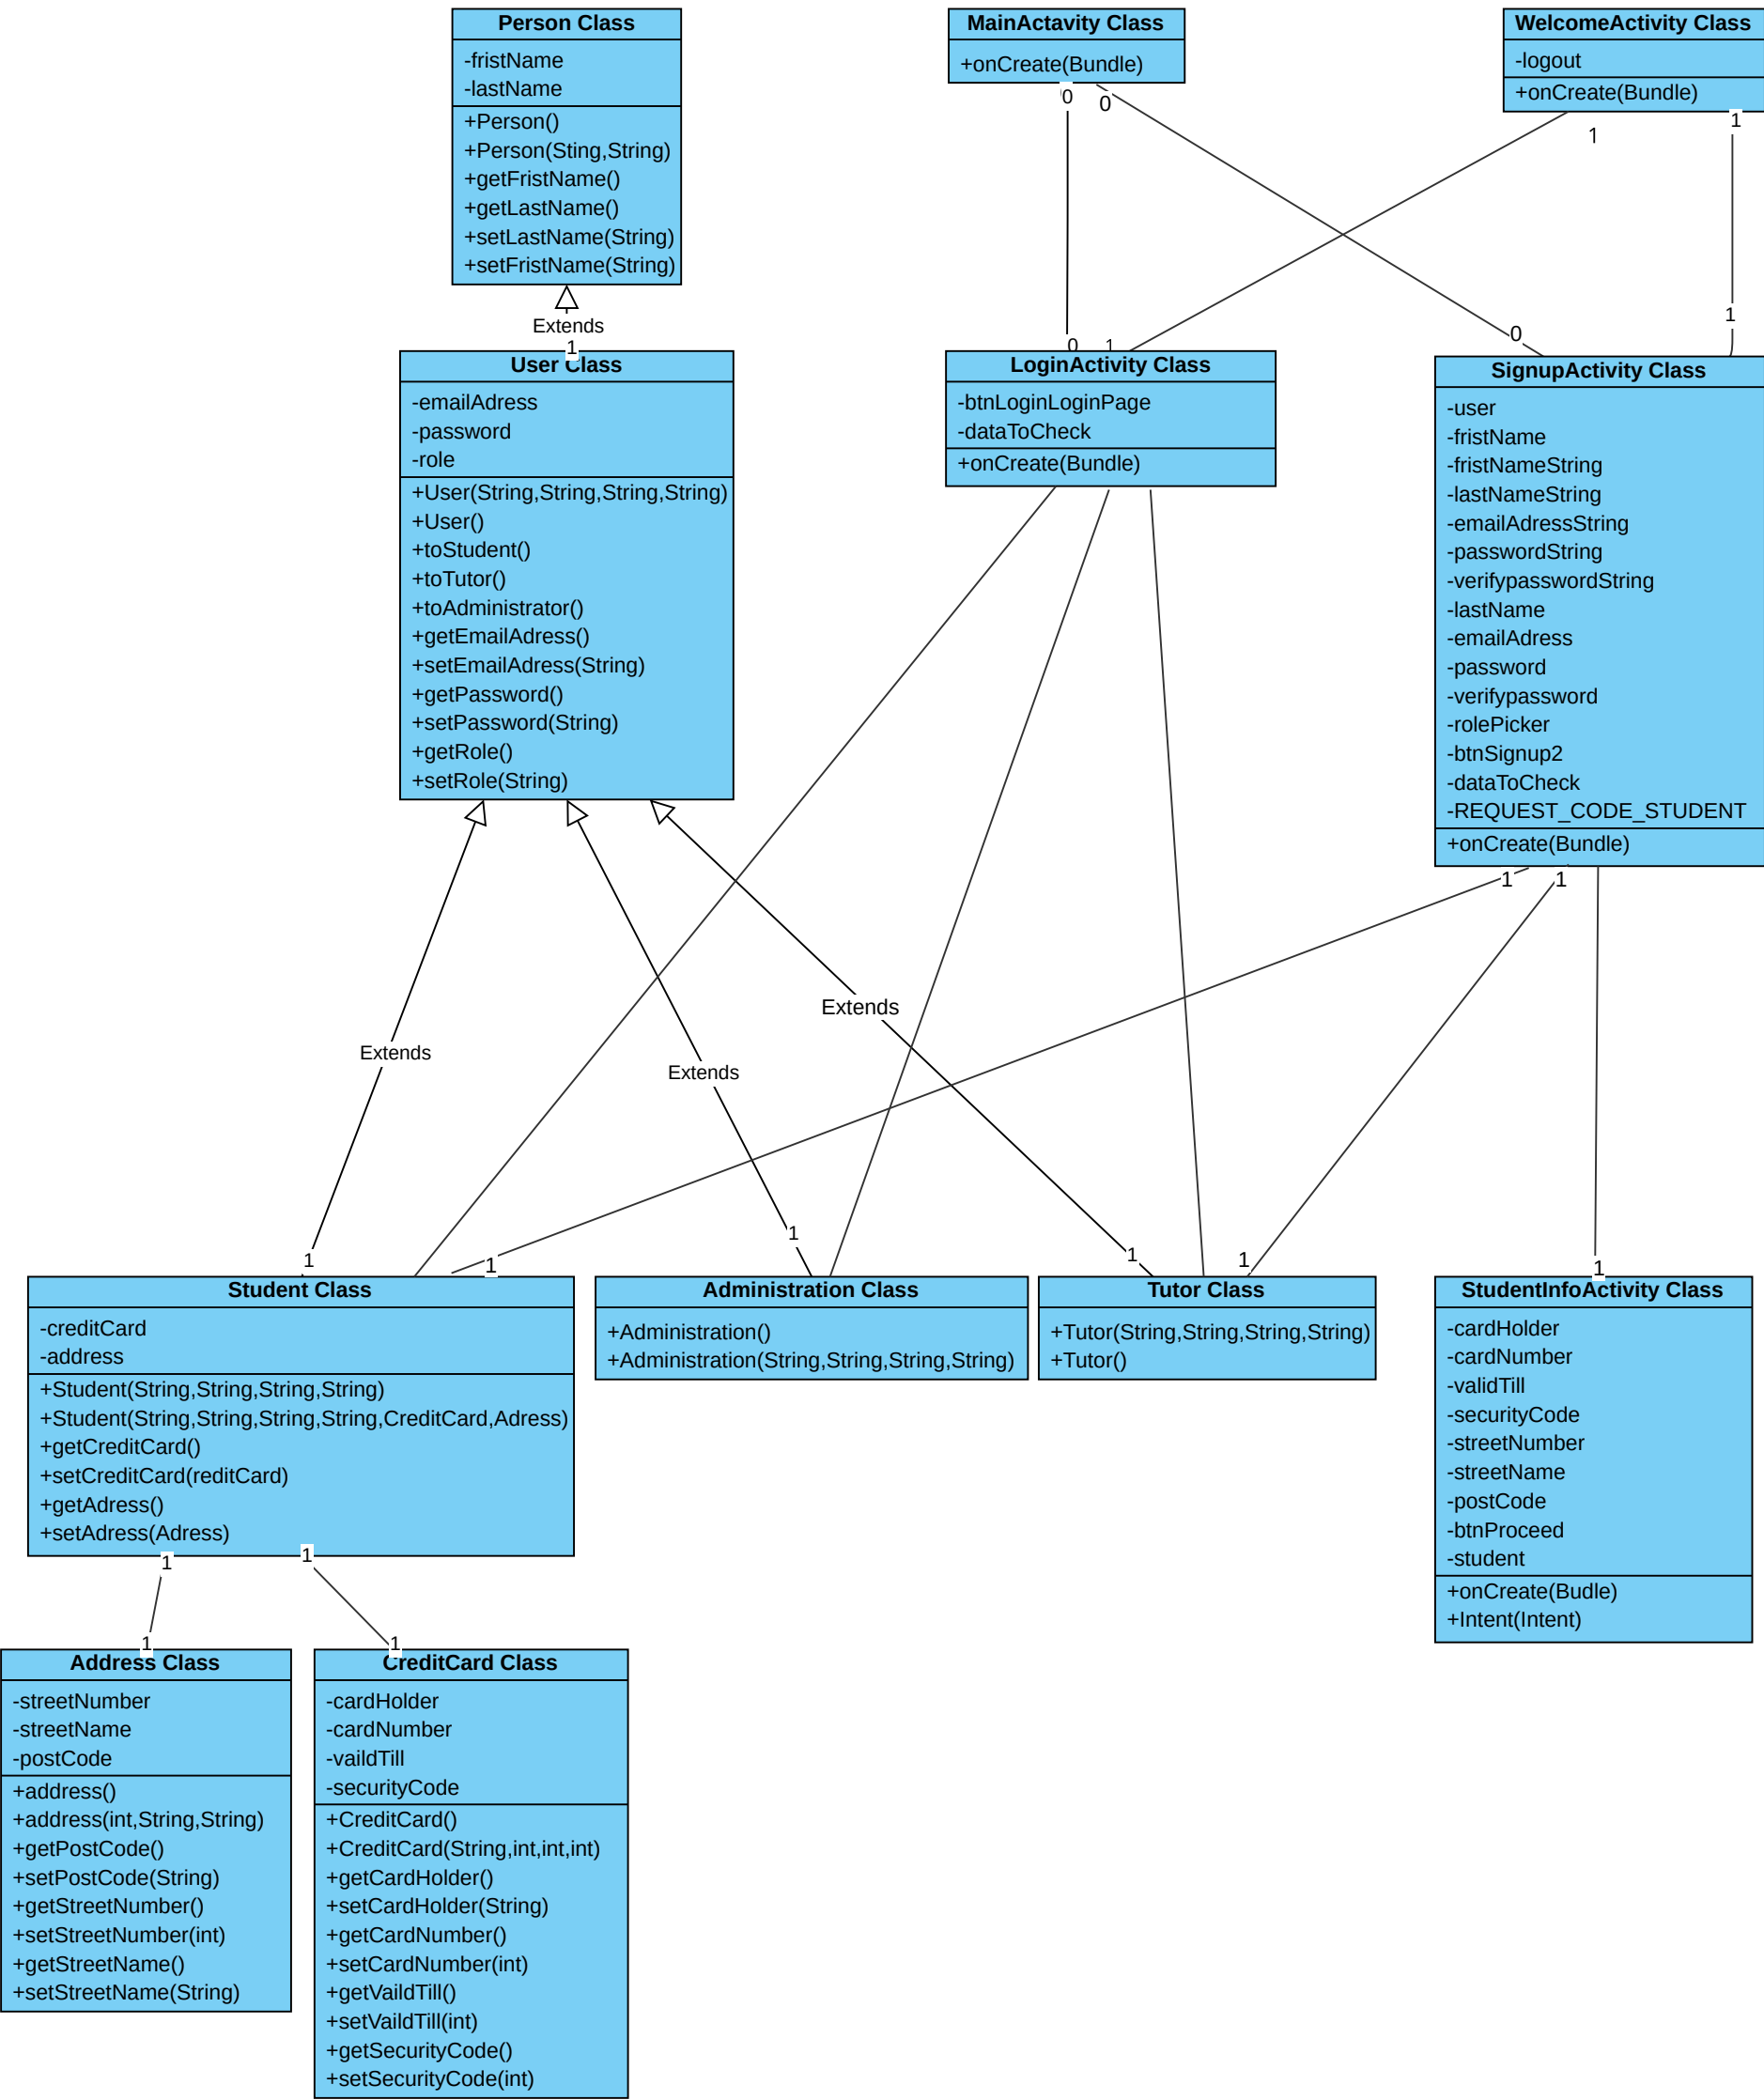 Person Class
-fristName
-lastName
+Person()
+Person(Sting,String)
+getFristName()
+getLastName()
+setLastName(String)
+setFristName(String)
MainActavity Class
+onCreate(Bundle)
0
0
WelcomeActivity Class
-logout
+onCreate(Bundle)
1
1
Extends
1
0
1
0
1
User Class
-emailAdress
-password
-role
+User(String,String,String,String)
+User()
+toStudent()
+toTutor()
+toAdministrator()
+getEmailAdress()
+setEmailAdress(String)
+getPassword()
+setPassword(String)
+getRole()
+setRole(String)
LoginActivity Class
-btnLoginLoginPage
-dataToCheck
+onCreate(Bundle)
SignupActivity Class
-user
-fristName
-fristNameString
-lastNameString
-emailAdressString
-passwordString
-verifypasswordString
-lastName
-emailAdress
-password
-verifypassword
-rolePicker
-btnSignup2
-dataToCheck
-REQUEST_CODE_STUDENT
+onCreate(Bundle)
1
1
Extends
Extends
Extends
1
1
1
1
1
1
Student Class
-creditCard
-address
+Student(String,String,String,String)
+Student(String,String,String,String,CreditCard,Adress)
+getCreditCard()
+setCreditCard(reditCard)
+getAdress()
+setAdress(Adress)
Administration Class
+Administration()
+Administration(String,String,String,String)
Tutor Class
+Tutor(String,String,String,String)
+Tutor()
StudentInfoActivity Class
-cardHolder
-cardNumber
-validTill
-securityCode
-streetNumber
-streetName
-postCode
-btnProceed
-student
+onCreate(Budle)
+Intent(Intent)
1
1
1
1
Address Class
-streetNumber
-streetName
-postCode
+address()
+address(int,String,String)
+getPostCode()
+setPostCode(String)
+getStreetNumber()
+setStreetNumber(int)
+getStreetName()
+setStreetName(String)
CreditCard Class
-cardHolder
-cardNumber
-vaildTill
-securityCode
+CreditCard()
+CreditCard(String,int,int,int)
+getCardHolder()
+setCardHolder(String)
+getCardNumber()
+setCardNumber(int)
+getVaildTill()
+setVaildTill(int)
+getSecurityCode()
+setSecurityCode(int)